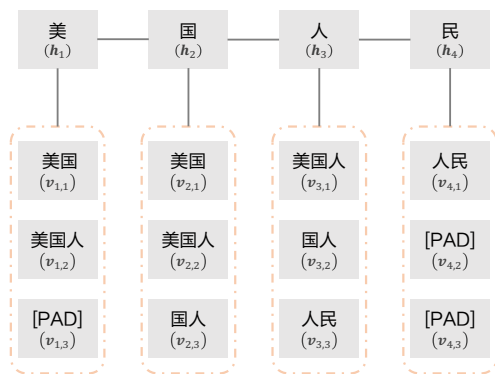 美 国 人 民
(h₁) (h₂) (h₃) (h₄)
美国 美国 美国人 人民
(v₁,₁) (v₂,₁) (v₃,₁) (v₄,₁)
美国人 美国人 国人 [PAD]
(v₁,₂) (v₂,₂) (v₃,₂) (v₄,₂)
[PAD] 国人 人民 [PAD]
(v₁,₃) (v₂,₃) (v₃,₃) (v₄,₃)